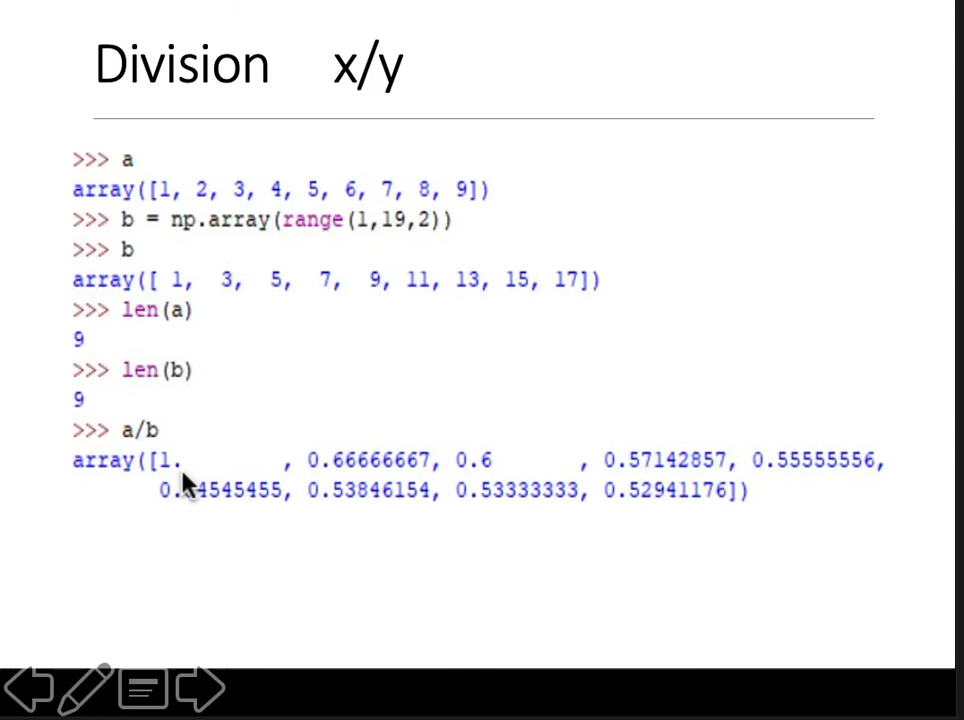 Division x/y
>>> a
array([1, 2, 3, 4, 5, 6, 7, 8, 9])
>>> b = np.array(range(1,19,2))
>>> b
array([ 1,  3,  5,  7,  9, 11, 13, 15, 17])
>>> len(a)
9
>>> len(b)
9
>>> a/b
array([1.        , 0.66666667, 0.6       , 0.57142857, 0.55555556,
0.53846154, 0.53333333, 0.52941176])